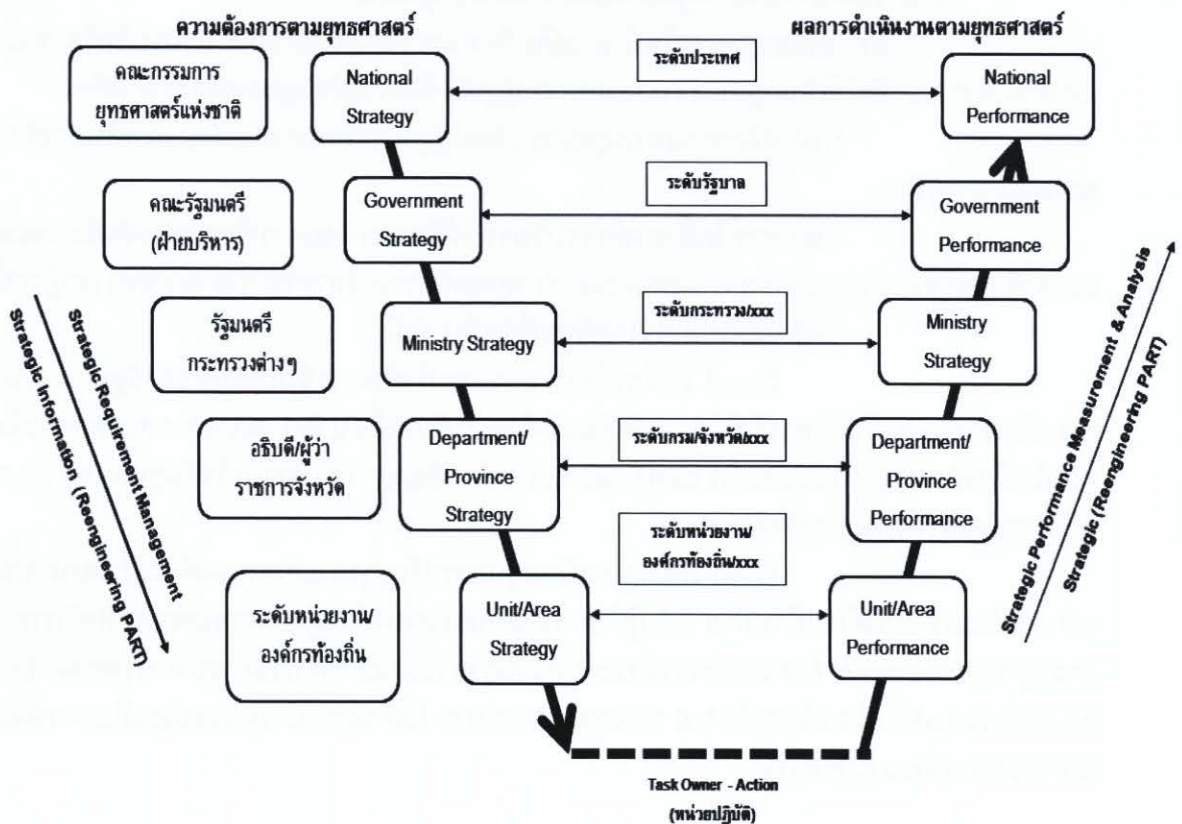 ความต้องการตามยุทธศาสตร์
ผลการดำเนินงานตามยุทธศาสตร์
คณะกรรมการ
ยุทธศาสตร์แห่งชาติ
National
Strategy
ระดับประเทศ
National
Performance
คณะรัฐมนตรี
(ฝ่ายบริหาร)
Government
Strategy
ระดับรัฐบาล
Government
Performance
รัฐมนตรี
กระทรวงต่างๆ
Ministry Strategy
ระดับกระทรวง/xxx
Ministry
Strategy
อธิบดี/ผู้ว่า
ราชการจังหวัด
Department/
Province
Strategy
ระดับกรม/จังหวัด/xxx
Department/
Province
Performance
ระดับหน่วยงาน/
องค์กรท้องถิ่น
Unit/Area
Strategy
ระดับหน่วยงาน/
องค์กรท้องถิ่น/xxx
Unit/Area
Performance
Strategic Requirement Management
Strategic Information (Reengineering PART)
Strategic Performance Measurement & Analysis
Strategic (Reengineering PART)
Task Owner - Action
(หน่วยปฏิบัติ)